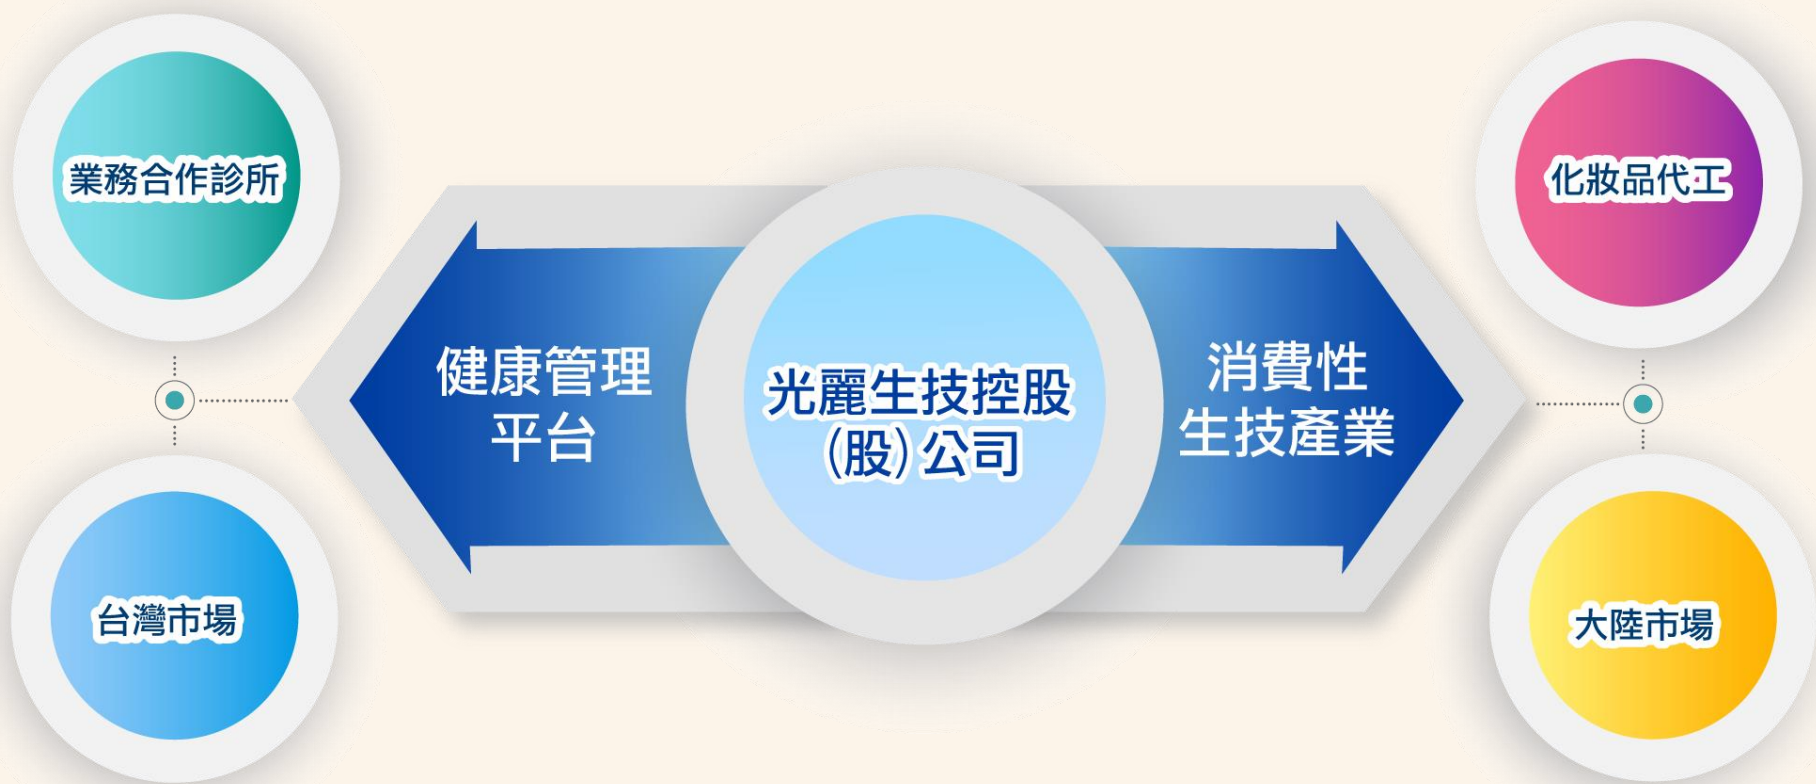 業務合作診所
台灣市場
健康管理
平台
光麗生技控股
(股)公司
消費性
生技產業
化妝品代工
大陸市場